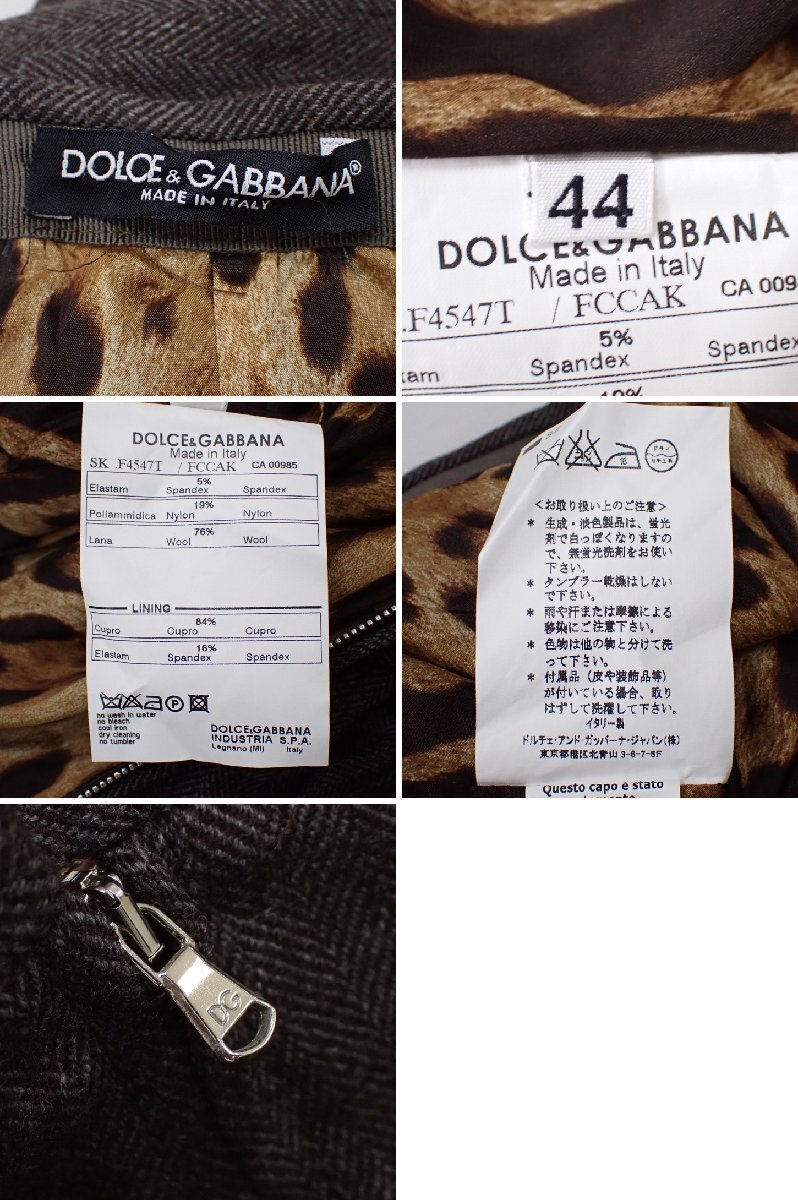 DOLCE & GABBANA®
MADE IN ITALY
44
DOLCE&GABBANA
Made in Italy
.F4547T / FCCAK CA 009
5%
tam Spandex Spande
DOLCE&GABBANA
Made in Italy
SK .F4547T / FCCAK CA 00985
5%
Elastam Spandex Spandex
19%
Poliammidica Nylon Nylon
76%
Lana Wool Wool
LINING
84%
Cupro Cupro Cupro
16%
Elastam Spandex Spandex
no wash in water
no bleach
cool iron
dry cleaning
no tumbler
DOLCE&GABBANA
INDUSTRIA S.P.A.
Legnano (MI) Italy
<お取り扱い上のご注意>
* 生成・淡色製品は、蛍光
剤で白っぽくなりますの
で、無蛍光洗剤をお使い
下さい。
* タンブラー乾燥はしない
で下さい。
* 雨や汗または摩擦による
移染にご注意下さい。
* 色物は他の物と分けて洗
って下さい。
* 付属品(皮や装飾品等)
が付いている場合、取り
はずして洗濯して下さい。
イタリー製
ドルチェ・アンド・ガッバーナ・ジャパン(株)
東京都港区北青山3-6-7-8F
Questo capo è stato
DG